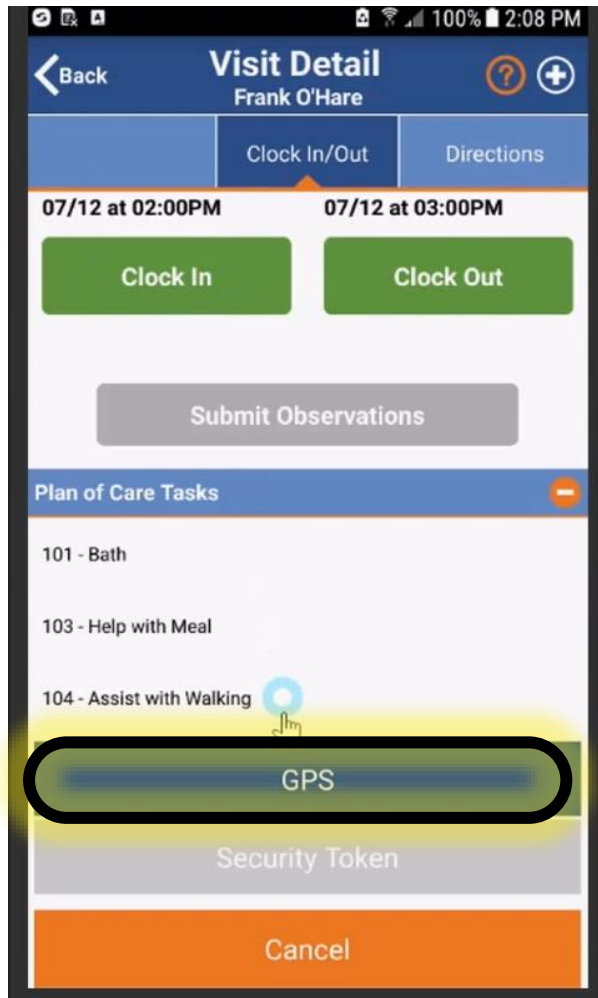 100% 2:08 PM
Back
Visit Detail
Frank O'Hare
?
Clock In/Out
Directions
07/12 at 02:00PM
07/12 at 03:00PM
Clock In
Clock Out
Submit Observations
Plan of Care Tasks
101 - Bath
103 - Help with Meal
104 - Assist with Walking
GPS
Security Token
Cancel